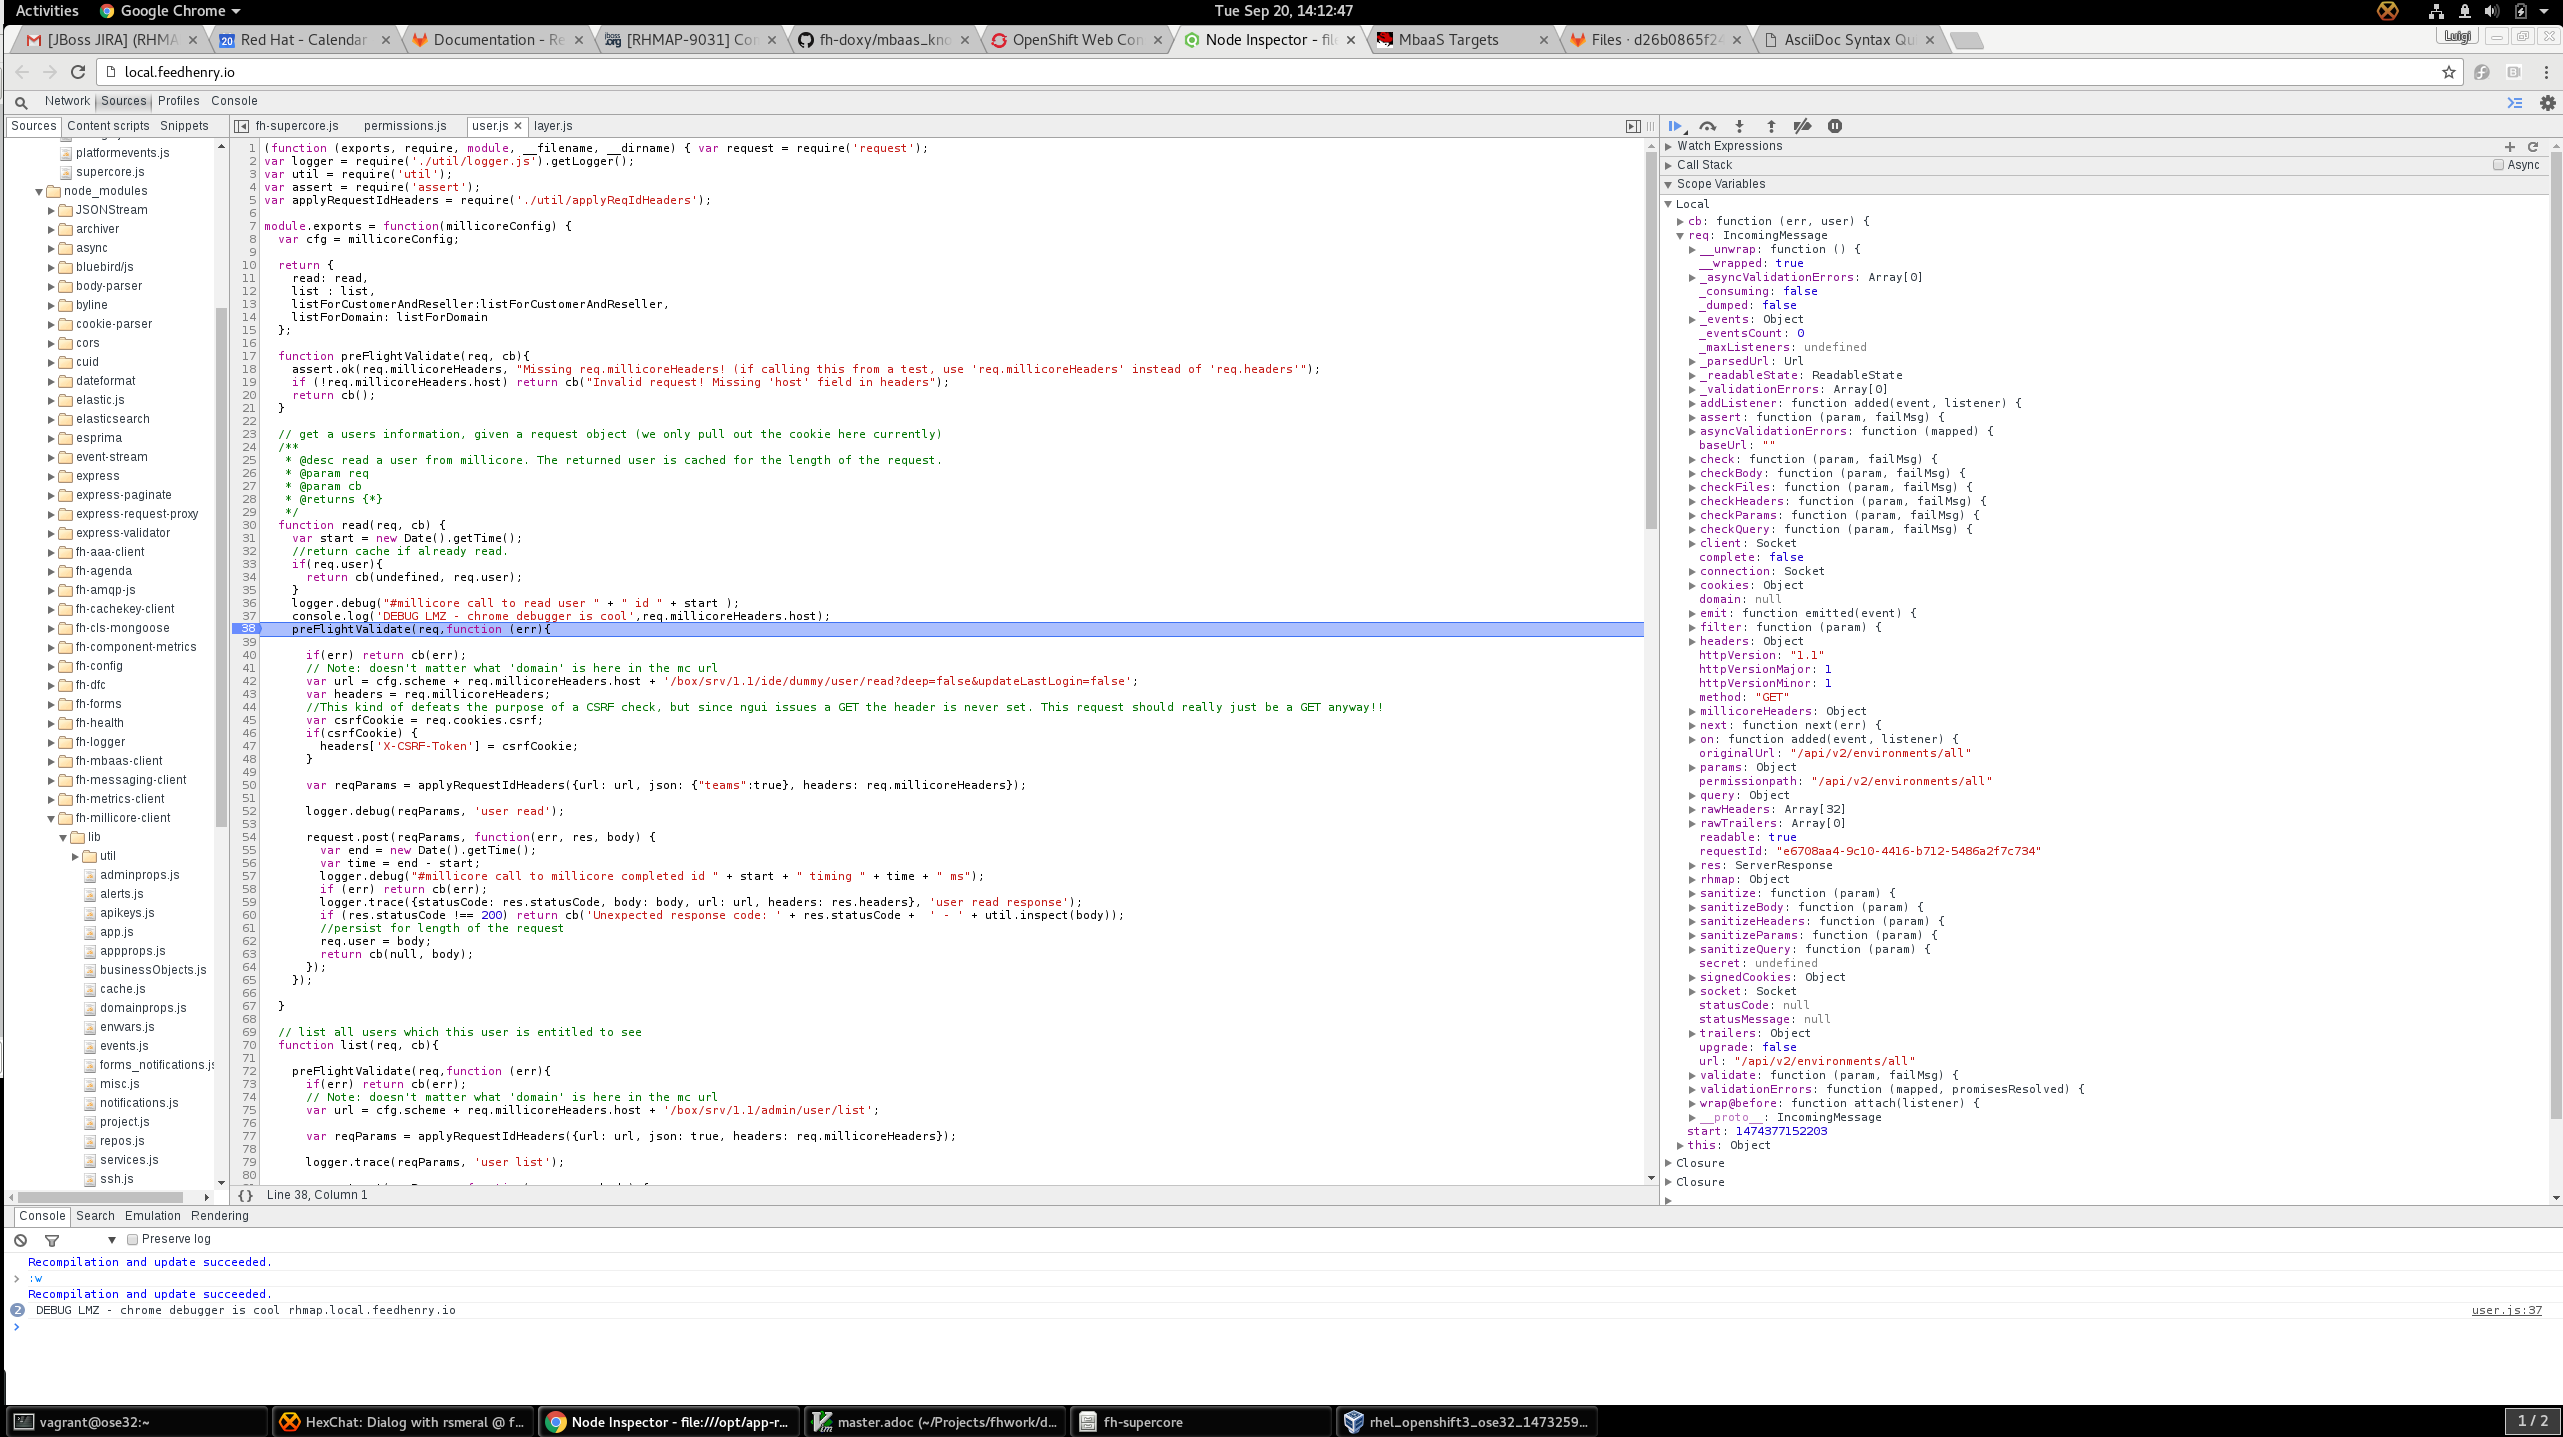 Activities Google Chrome Tue Sep 20, 14:12:47
[JBoss JIRA] (RHMA Red Hat - Calendar Documentation - Re [RHMAP-9031] Con fh-doxy/mbaas_kno OpenShift Web Con Node Inspector - file MbaaS Targets Files · d26b0865f24 AsciiDoc Syntax Qu Luigi
local.feedhenry.io
Network Sources Profiles Console
Sources Content scripts Snippets fh-supercore.js permissions.js user.js × layer.js
platformevents.js
supercore.js
node_modules
JSONStream
archiver
async
bluebird/js
body-parser
byline
cookie-parser
cors
cuid
dateformat
elastic.js
elasticsearch
esprima
event-stream
express
express-paginate
express-request-proxy
express-validator
fh-aaa-client
fh-agenda
fh-amqp-js
fh-cachekey-client
fh-cls-mongoose
fh-component-metrics
fh-config
fh-dfc
fh-forms
fh-health
fh-logger
fh-mbaas-client
fh-messaging-client
fh-metrics-client
fh-millicore-client
lib
util
adminprops.js
alerts.js
apikeys.js
app.js
appprops.js
businessObjects.js
cache.js
domainprops.js
envvars.js
events.js
forms_notifications.js
misc.js
notifications.js
project.js
repos.js
services.js
ssh.js
1 (function (exports, require, module, __filename, __dirname) { var request = require('request');
2 var logger = require('./util/logger.js').getLogger();
3 var util = require('util');
4 var assert = require('assert');
5 var applyRequestIdHeaders = require('./util/applyReqIdHeaders');
6
7 module.exports = function(millicoreConfig) {
8 var cfg = millicoreConfig;
9
10 return {
11 read: read,
12 list : list,
13 listForCustomerAndReseller:listForCustomerAndReseller,
14 listForDomain: listForDomain
15 };
16
17 function preFlightValidate(req, cb){
18 assert.ok(req.millicoreHeaders, "Missing req.millicoreHeaders! (if calling this from a test, use 'req.millicoreHeaders' instead of 'req.headers'");
19 if (!req.millicoreHeaders.host) return cb("Invalid request! Missing 'host' field in headers");
20 return cb();
21 }
22
23 // get a users information, given a request object (we only pull out the cookie here currently)
24 /**
25 * @desc read a user from millicore. The returned user is cached for the length of the request.
26 * @param req
27 * @param cb
28 * @returns {*}
29 */
30 function read(req, cb) {
31 var start = new Date().getTime();
32 //return cache if already read.
33 if(req.user){
34 return cb(undefined, req.user);
35 }
36 logger.debug("#millicore call to read user " + " id " + start );
37 console.log('DEBUG LMZ - chrome debugger is cool',req.millicoreHeaders.host);
38 preFlightValidate(req,function (err){
39
40 if(err) return cb(err);
41 // Note: doesn't matter what 'domain' is here in the mc url
42 var url = cfg.scheme + req.millicoreHeaders.host + '/box/srv/1.1/ide/dummy/user/read?deep=false&updateLastLogin=false';
43 var headers = req.millicoreHeaders;
44 //This kind of defeats the purpose of a CSRF check, but since ngui issues a GET the header is never set. This request should really just be a GET anyway!!
45 var csrfCookie = req.cookies.csrf;
46 if(csrfCookie) {
47 headers['X-CSRF-Token'] = csrfCookie;
48 }
49
50 var reqParams = applyRequestIdHeaders({url: url, json: {"teams":true}, headers: req.millicoreHeaders});
51
52 logger.debug(reqParams, 'user read');
53
54 request.post(reqParams, function(err, res, body) {
55 var end = new Date().getTime();
56 var time = end - start;
57 logger.debug("#millicore call to millicore completed id " + start + " timing " + time + " ms");
58 if (err) return cb(err);
59 logger.trace({statusCode: res.statusCode, body: body, url: url, headers: res.headers}, 'user read response');
60 if (res.statusCode !== 200) return cb('Unexpected response code: ' + res.statusCode + ' - ' + util.inspect(body));
61 //persist for length of the request
62 req.user = body;
63 return cb(null, body);
64 });
65 });
66
67 }
68
69 // list all users which this user is entitled to see
70 function list(req, cb){
71
72 preFlightValidate(req,function (err){
73 if(err) return cb(err);
74 // Note: doesn't matter what 'domain' is here in the mc url
75 var url = cfg.scheme + req.millicoreHeaders.host + '/box/srv/1.1/admin/user/list';
76
77 var reqParams = applyRequestIdHeaders({url: url, json: true, headers: req.millicoreHeaders});
78
79 logger.trace(reqParams, 'user list');
80
{} Line 38, Column 1
Watch Expressions
Call Stack Async
Scope Variables
Local
cb: function (err, user) {
req: IncomingMessage
__unwrap: function () {
__wrapped: true
_asyncValidationErrors: Array[0]
_consuming: false
_dumped: false
_events: Object
_eventsCount: 0
_maxListeners: undefined
_parsedUrl: Url
_readableState: ReadableState
_validationErrors: Array[0]
addListener: function added(event, listener) {
assert: function (param, failMsg) {
asyncValidationErrors: function (mapped) {
baseUrl: ""
check: function (param, failMsg) {
checkBody: function (param, failMsg) {
checkFiles: function (param, failMsg) {
checkHeaders: function (param, failMsg) {
checkParams: function (param, failMsg) {
checkQuery: function (param, failMsg) {
client: Socket
complete: false
connection: Socket
cookies: Object
domain: null
emit: function emitted(event) {
filter: function (param) {
headers: Object
httpVersion: "1.1"
httpVersionMajor: 1
httpVersionMinor: 1
method: "GET"
millicoreHeaders: Object
next: function next(err) {
on: function added(event, listener) {
originalUrl: "/api/v2/environments/all"
params: Object
permissionpath: "/api/v2/environments/all"
query: Object
rawHeaders: Array[32]
rawTrailers: Array[0]
readable: true
requestId: "e6708aa4-9c10-4416-b712-5486a2f7c734"
res: ServerResponse
rhmap: Object
sanitize: function (param) {
sanitizeBody: function (param) {
sanitizeHeaders: function (param) {
sanitizeParams: function (param) {
sanitizeQuery: function (param) {
secret: undefined
signedCookies: Object
socket: Socket
statusCode: null
statusMessage: null
trailers: Object
upgrade: false
url: "/api/v2/environments/all"
validate: function (param, failMsg) {
validationErrors: function (mapped, promisesResolved) {
wrap@before: function attach(listener) {
__proto__: IncomingMessage
start: 1474377152203
this: Object
Closure
Closure
Console Search Emulation Rendering
Preserve log
Recompilation and update succeeded.
> :w
Recompilation and update succeeded.
2 DEBUG LMZ - chrome debugger is cool rhmap.local.feedhenry.io user.js:37
>
vagrant@ose32:~ HexChat: Dialog with rsmeral @ f... Node Inspector - file:///opt/app-r... master.adoc (~/Projects/fhwork/d... fh-supercore rhel_openshift3_ose32_1473259... 1 / 2